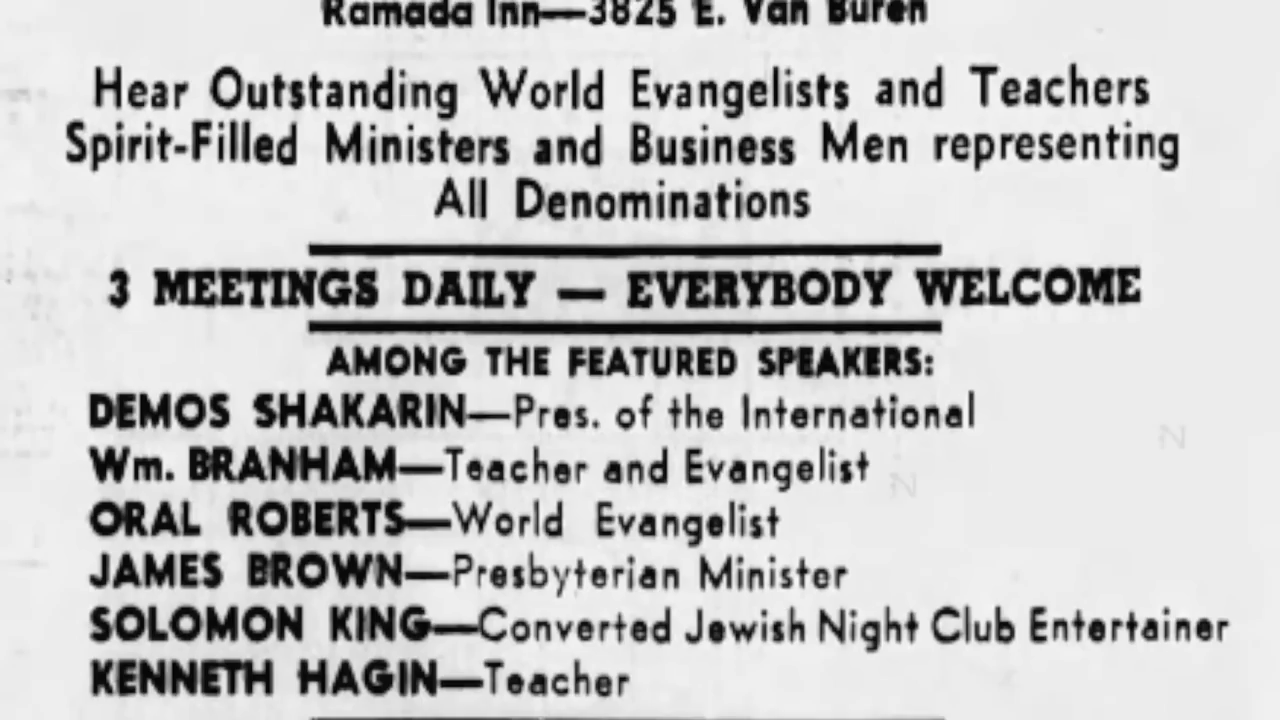 Ramada Inn—3825 E. Van Buren
Hear Outstanding World Evangelists and Teachers
Spirit-Filled Ministers and Business Men representing
All Denominations
3 MEETINGS DAILY — EVERYBODY WELCOME
AMONG THE FEATURED SPEAKERS:
DEMOS SHAKARIN—Pres. of the International
Wm. BRANHAM—Teacher and Evangelist
ORAL ROBERTS—World Evangelist
JAMES BROWN—Presbyterian Minister
SOLOMON KING—Converted Jewish Night Club Entertainer
KENNETH HAGIN—Teacher